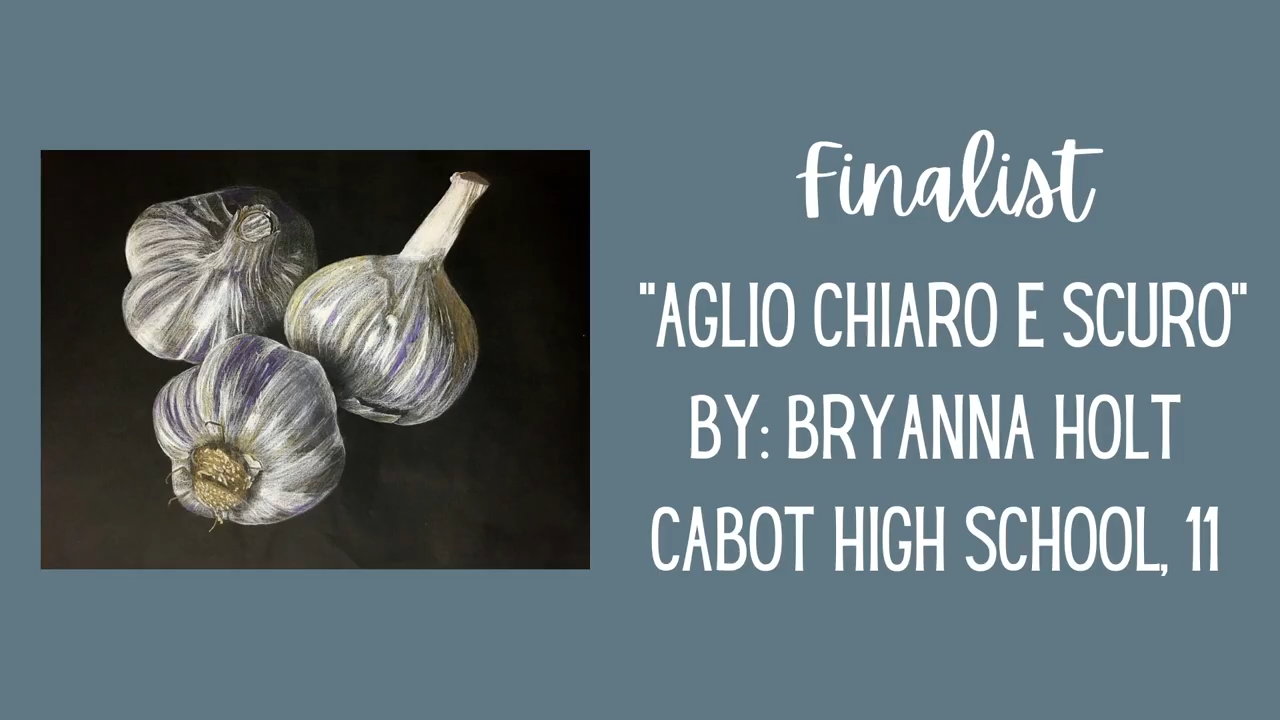 Finalist
"AGLIO CHIARO E SCURO"
BY: BRYANNA HOLT
CABOT HIGH SCHOOL, 11